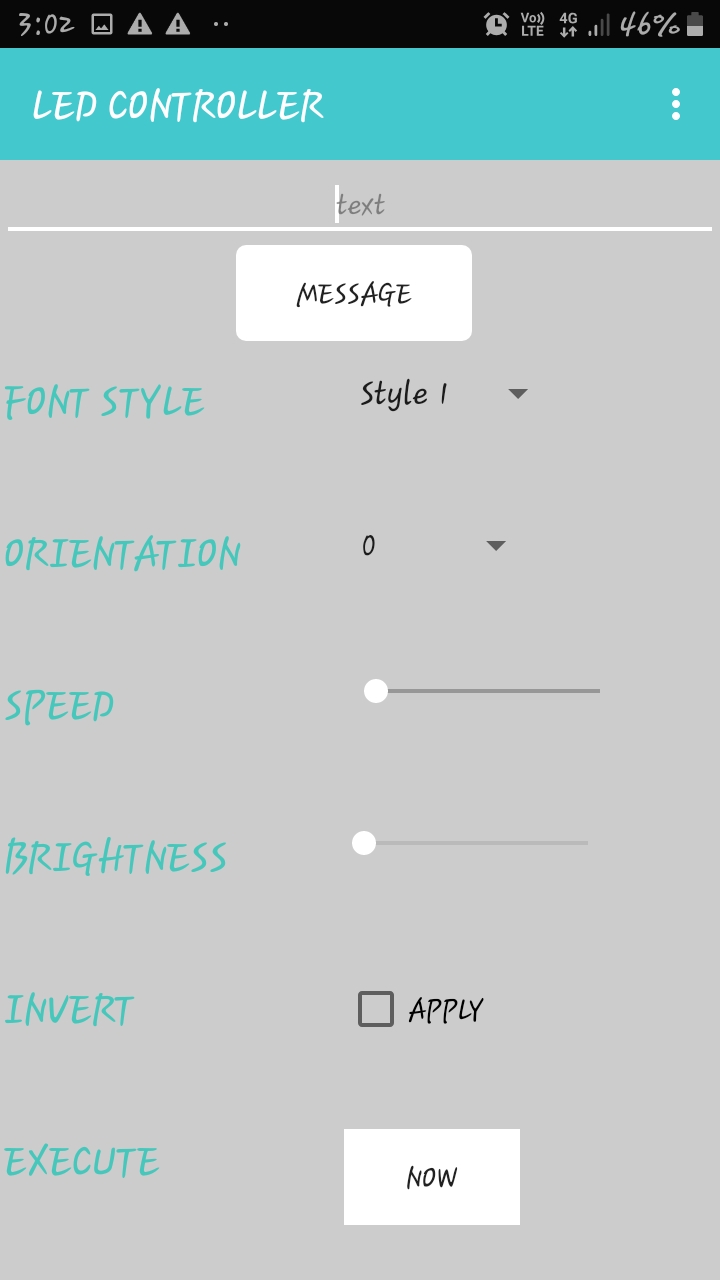 3:02 Vo)) LTE 4G 46%
LED CONTROLLER
text
MESSAGE
FONT STYLE Style 1
ORIENTATION 0
SPEED
BRIGHTNESS
INVERT APPLY
EXECUTE NOW